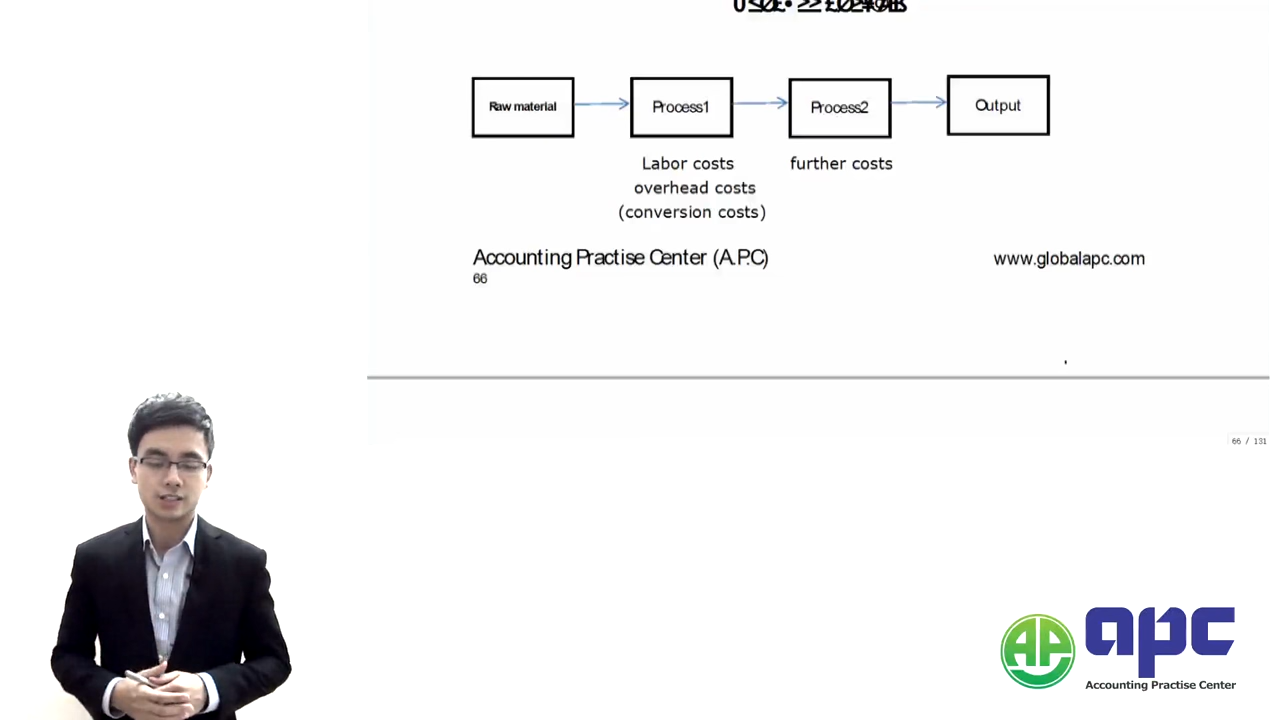 Raw material
Process1
Process2
Output
Labor costs
further costs
overhead costs
(conversion costs)
Accounting Practise Center (A.P.C)
www.globalapc.com
66
66 / 131
AP
apc
Accounting Practise Center